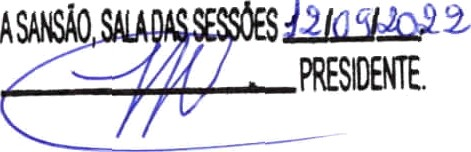 A SANSÃO, SALA DAS SESSÕES 12/09/2022
PRESIDENTE.